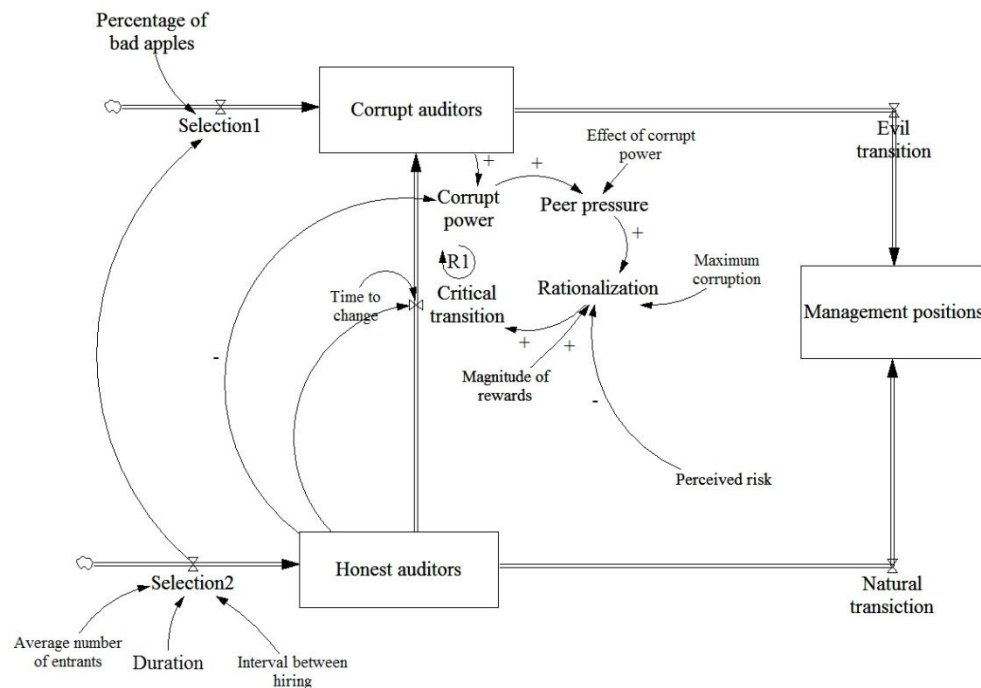 Percentage of
bad apples
Selection1
Corrupt auditors
Evil
transition
Effect of corrupt
power
+
+
Corrupt
power
Peer pressure
+
R1
Time to
change
Critical
transition
Rationalization
Maximum
corruption
Management positions
-
+
+
Magnitude of
rewards
-
Perceived risk
Honest auditors
Selection2
Natural
transiction
Average number
of entrants
Duration
Interval between
hiring